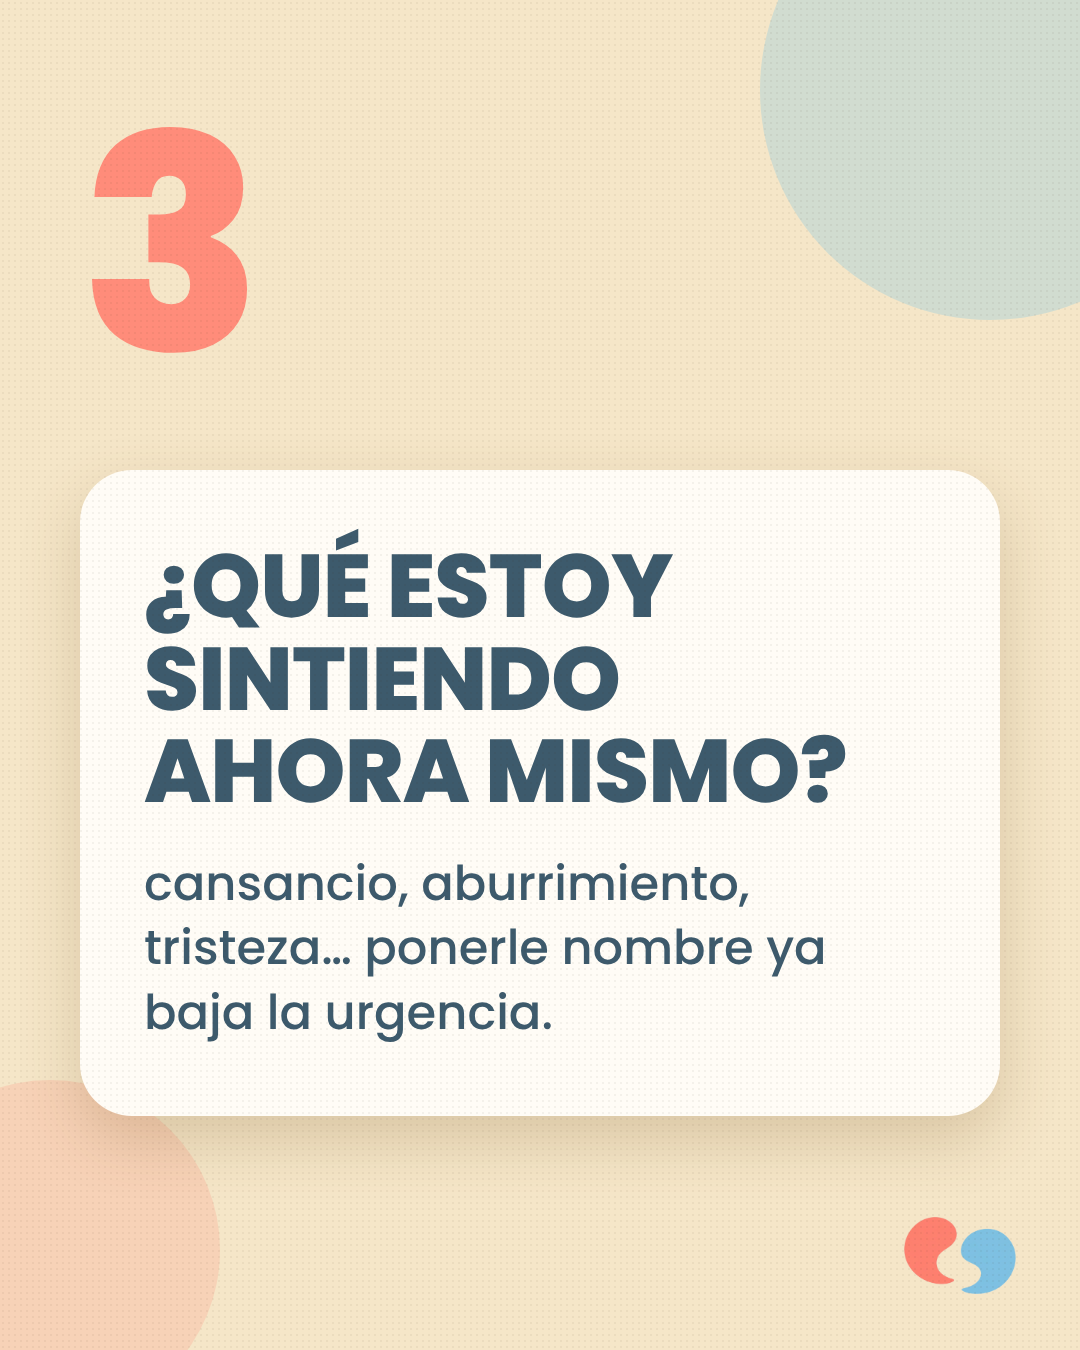 3
¿QUÉ ESTOY
SINTIENDO
AHORA MISMO?
cansancio, aburrimiento,
tristeza... ponerle nombre ya
baja la urgencia.